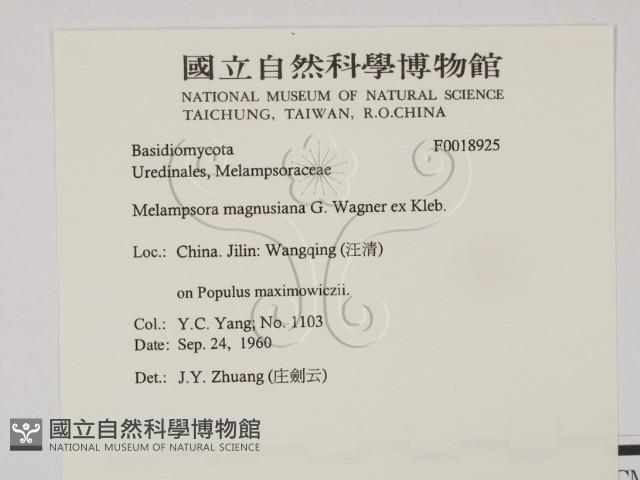 國立自然科學博物館
NATIONAL MUSEUM OF NATURAL SCIENCE
TAICHUNG, TAIWAN, R.O.CHINA
Basidiomycota F0018925
Uredinales, Melampsoraceae
Melampsora magnusiana G. Wagner ex Kleb.
Loc.: China. Jilin: Wangqing (汪清)
on Populus maximowiczii.
Col.: Y.C. Yang; No. 1103
Date: Sep. 24, 1960
Det.: J.Y. Zhuang (庄劍云)
國立自然科學博物館
NATIONAL MUSEUM OF NATURAL SCIENCE